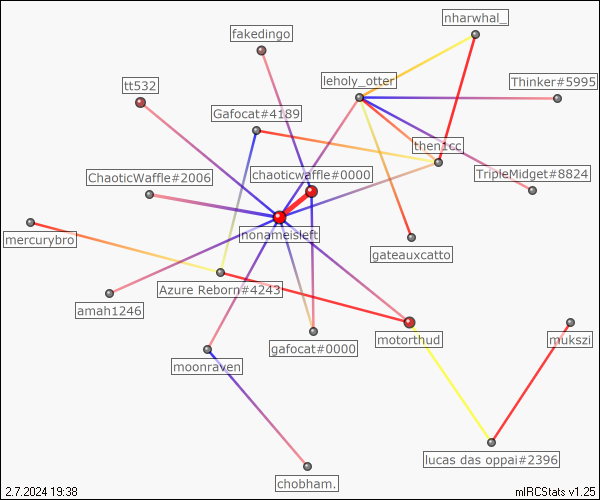 nharwhal_
fakedingo
leholy_otter
Thinker#5995
tt532
Gafocat#4189
then1cc
chaoticwaffle#0000
TripleMidget#8824
ChaoticWaffle#2006
nonameisleft
mercurybro
gateauxcatto
Azure Reborn#4243
amah1246
motorthud
mukszi
gafocat#0000
moonraven
lucas das oppai#2396
chobham.
2.7.2024 19:38
mIRCStats v1.25